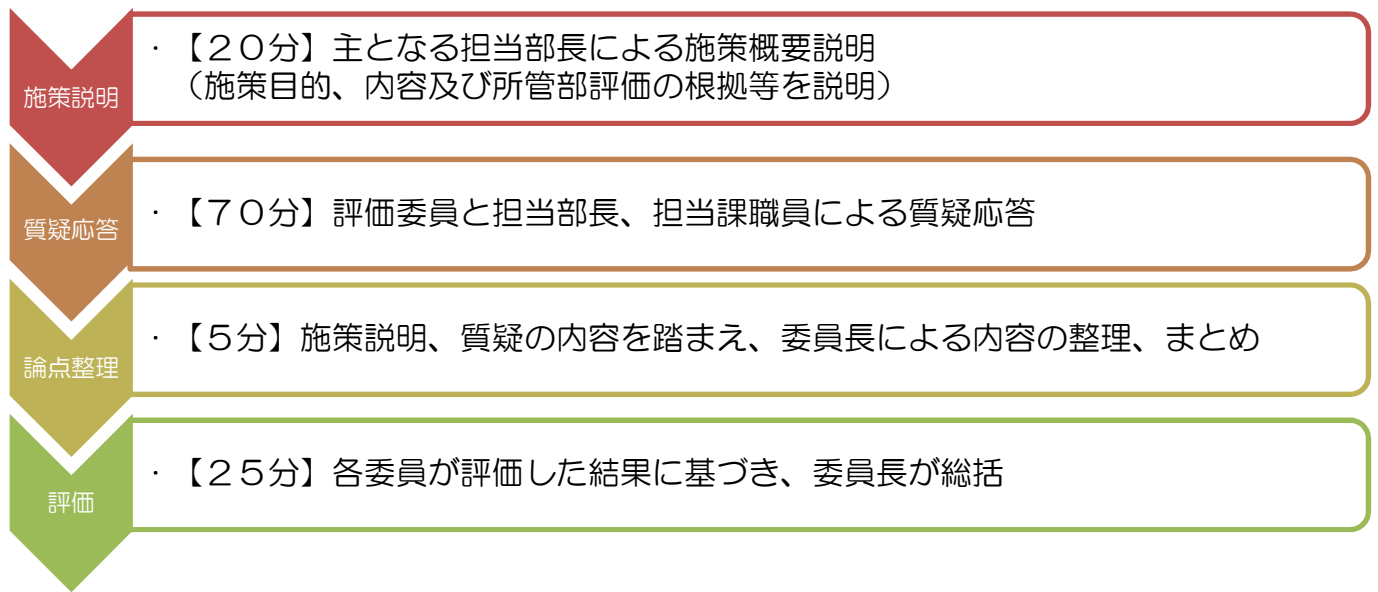 施策説明
・【２０分】主となる担当部長による施策概要説明
（施策目的、内容及び所管部評価の根拠等を説明）
質疑応答
・【７０分】評価委員と担当部長、担当課職員による質疑応答
論点整理
・【５分】施策説明、質疑の内容を踏まえ、委員長による内容の整理、まとめ
評価
・【２５分】各委員が評価した結果に基づき、委員長が総括